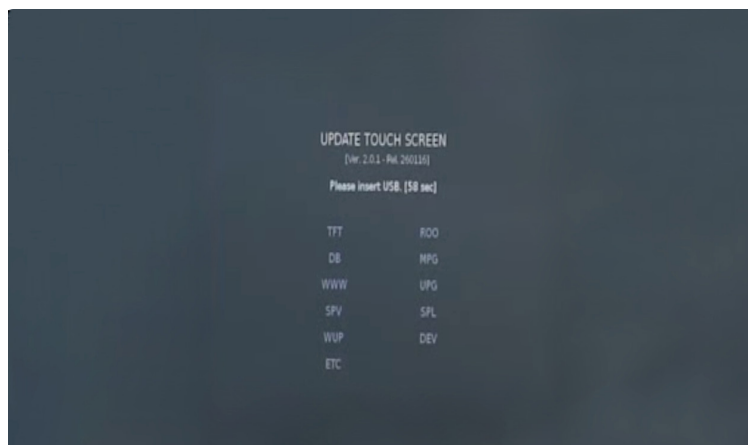 UPDATE TOUCH SCREEN
[Ver. 2.0.1 - Rel. 260116]
Please insert USB. [58 sec]
TFT ROO
DB MPG
WWW UPG
SPV SPL
WUP DEV
ETC